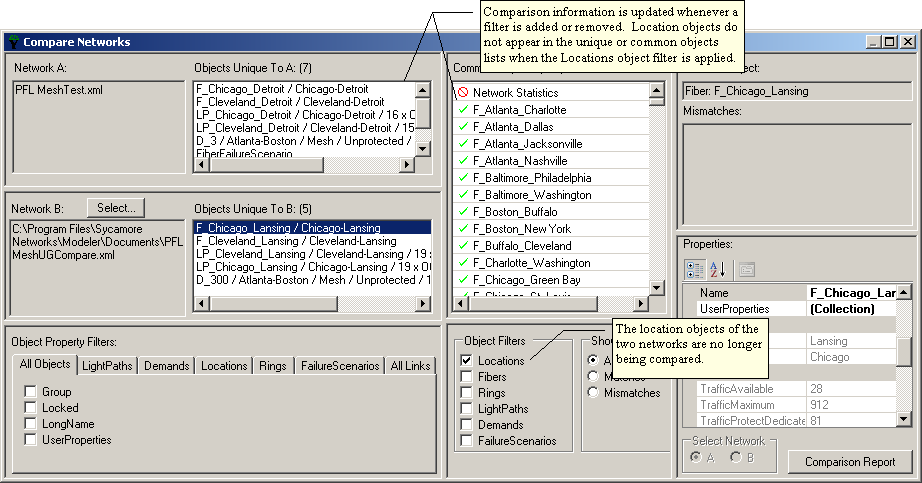 Comparison information is updated whenever a
filter is added or removed. Location objects do
not appear in the unique or common objects
lists when the Locations object filter is applied.
Compare Networks
Network A:
PFL MeshTest.xml
Objects Unique To A: (7)
F_Chicago_Detroit / Chicago-Detroit
F_Cleveland_Detroit / Cleveland-Detroit
LP_Chicago_Detroit / Chicago-Detroit / 16 x O
LP_Cleveland_Detroit / Cleveland-Detroit / 15
D_3 / Atlanta-Boston / Mesh / Unprotected /
FiberFailureScenario
Network B:
Select...
C:\Program Files\Sycamore
Networks\Modeler\Documents\PFL
MeshUGCompare.xml
Objects Unique To B: (5)
F_Chicago_Lansing / Chicago-Lansing
F_Cleveland_Lansing / Cleveland-Lansing
LP_Cleveland_Lansing / Cleveland-Lansing / 19
LP_Chicago_Lansing / Chicago-Lansing / 19 x O
D_300 / Atlanta-Boston / Mesh / Unprotected / 1
Network Statistics
F_Atlanta_Charlotte
F_Atlanta_Dallas
F_Atlanta_Jacksonville
F_Atlanta_Nashville
F_Baltimore_Philadelphia
F_Baltimore_Washington
F_Boston_Buffalo
F_Boston_New York
F_Buffalo_Cleveland
F_Charlotte_Washington
F_Chicago_Green Bay
F_Chicago_St. Louis
Fiber: F_Chicago_Lansing
Mismatches:
Properties:
Name F_Chicago_Lan
UserProperties (Collection)
Lansing
Chicago
TrafficAvailable 28
TrafficMaximum 912
TrafficProtectDedicate 81
Select Network
A B
Comparison Report
Object Property Filters:
All Objects LightPaths Demands Locations Rings FailureScenarios All Links
Group
Locked
LongName
UserProperties
Object Filters
Locations
Fibers
Rings
LightPaths
Demands
FailureScenarios
Sho
A
Matches
Mismatches
The location objects of the
two networks are no longer
being compared.